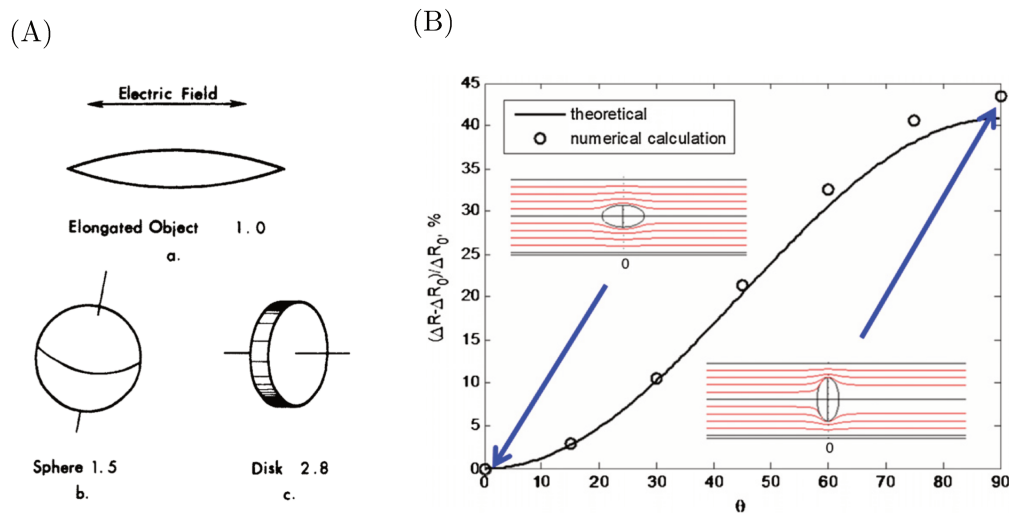 (A)
Electric Field
Elongated Object 1.0
a.
Sphere 1.5
b.
Disk 2.8
c.
(B)
(ΔR-ΔR₀)/ΔR₀, %
45
40
35
30
25
20
15
10
5
0
theoretical
numerical calculation
0
0
0 10 20 30 40 50 60 70 80 90
θ